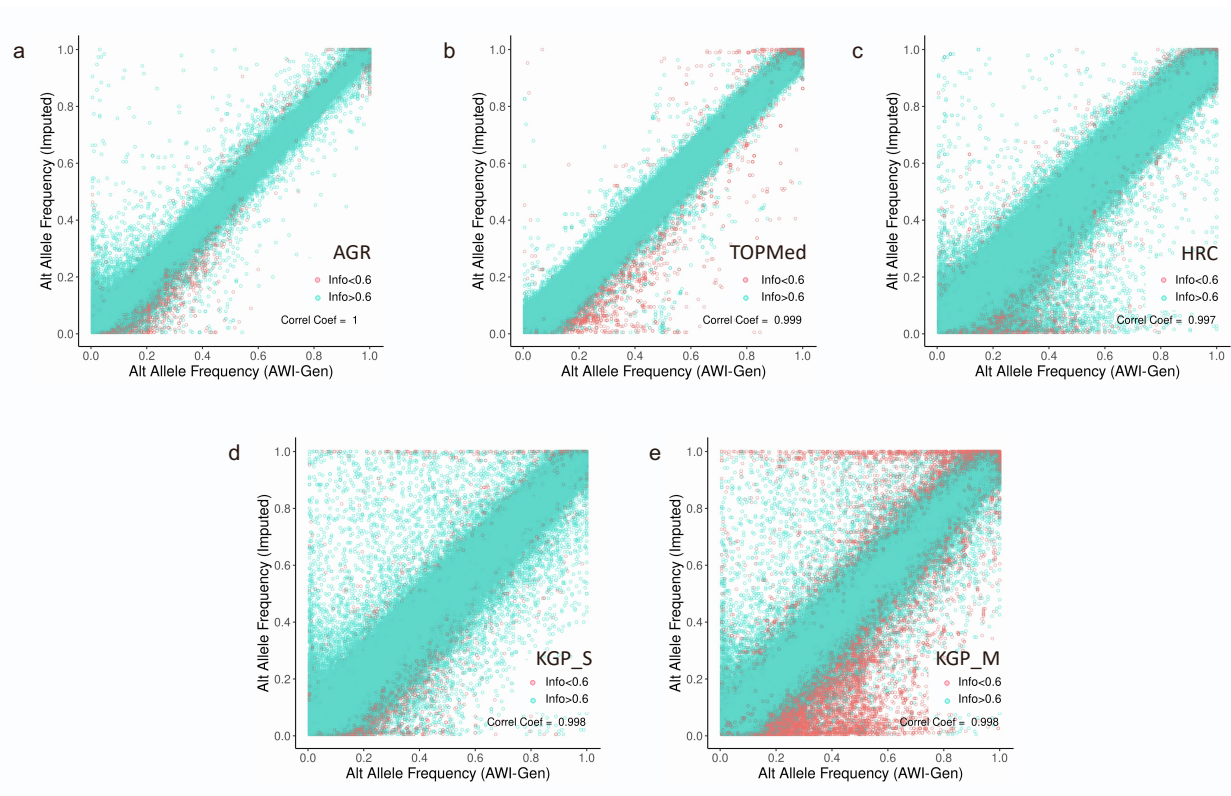 a
1.0
0.8
0.6
0.4
0.2
0.0
Alt Allele Frequency (Imputed)
AGR
Info<0.6
Info>0.6
Correl Coef = 1
0.0 0.2 0.4 0.6 0.8 1.0
Alt Allele Frequency (AWI-Gen)
b
1.0
0.8
0.6
0.4
0.2
0.0
Alt Allele Frequency (Imputed)
TOPMed
Info<0.6
Info>0.6
Correl Coef = 0.999
0.0 0.2 0.4 0.6 0.8 1.0
Alt Allele Frequency (AWI-Gen)
c
1.0
0.8
0.6
0.4
0.2
0.0
Alt Allele Frequency (Imputed)
HRC
Info<0.6
Info>0.6
Correl Coef = 0.997
0.0 0.2 0.4 0.6 0.8 1.0
Alt Allele Frequency (AWI-Gen)
d
1.0
0.8
0.6
0.4
0.2
0.0
Alt Allele Frequency (Imputed)
KGP_S
Info<0.6
Info>0.6
Correl Coef = 0.998
0.0 0.2 0.4 0.6 0.8 1.0
Alt Allele Frequency (AWI-Gen)
e
1.0
0.8
0.6
0.4
0.2
0.0
Alt Allele Frequency (Imputed)
KGP_M
Info<0.6
Info>0.6
Correl Coef = 0.998
0.0 0.2 0.4 0.6 0.8 1.0
Alt Allele Frequency (AWI-Gen)